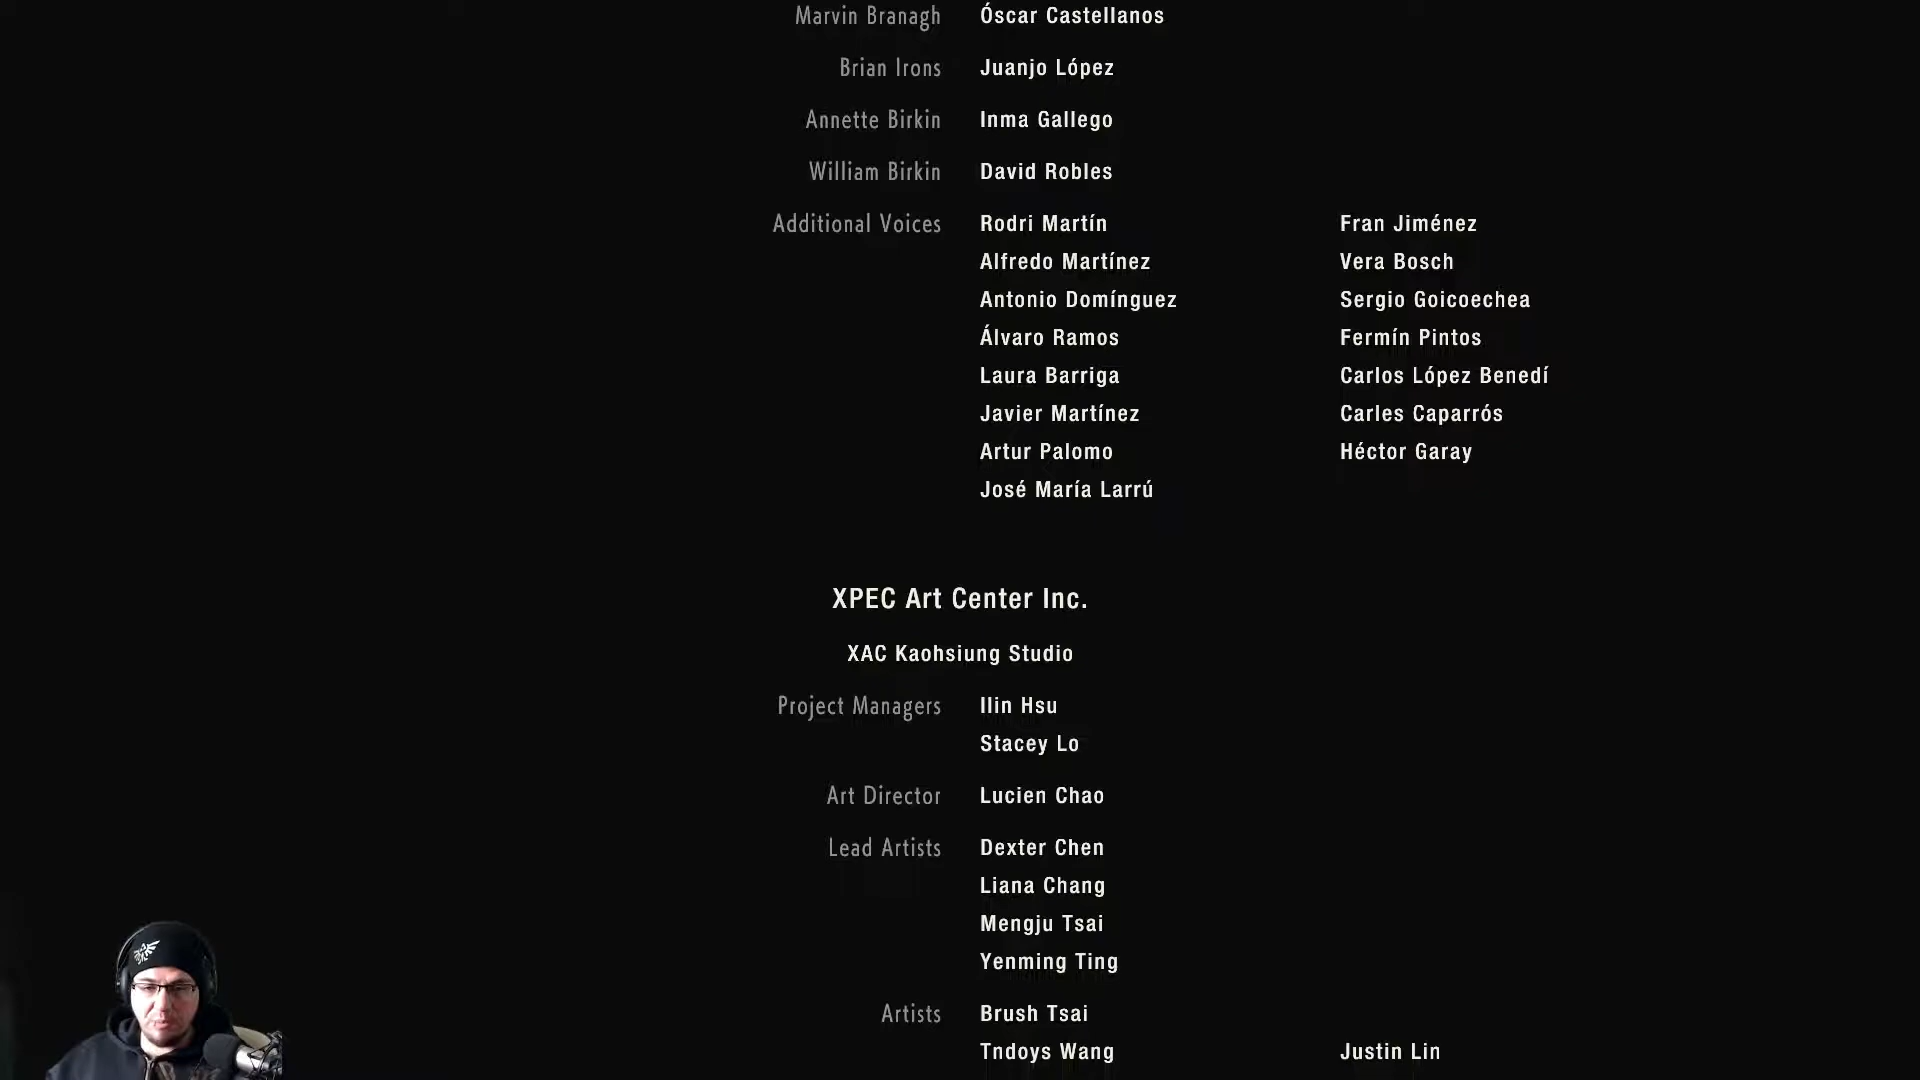 Marvin Branagh Óscar Castellanos
Brian Irons Juanjo López
Annette Birkin Inma Gallego
William Birkin David Robles
Additional Voices Rodri Martín Fran Jiménez
Alfredo Martínez Vera Bosch
Antonio Domínguez Sergio Goicoechea
Álvaro Ramos Fermín Pintos
Laura Barriga Carlos López Benedí
Javier Martínez Carles Caparrós
Artur Palomo Héctor Garay
José María Larrú
XPEC Art Center Inc.
XAC Kaohsiung Studio
Project Managers Ilin Hsu
Stacey Lo
Art Director Lucien Chao
Lead Artists Dexter Chen
Liana Chang
Mengju Tsai
Yenming Ting
Artists Brush Tsai
Tndoys Wang Justin Lin